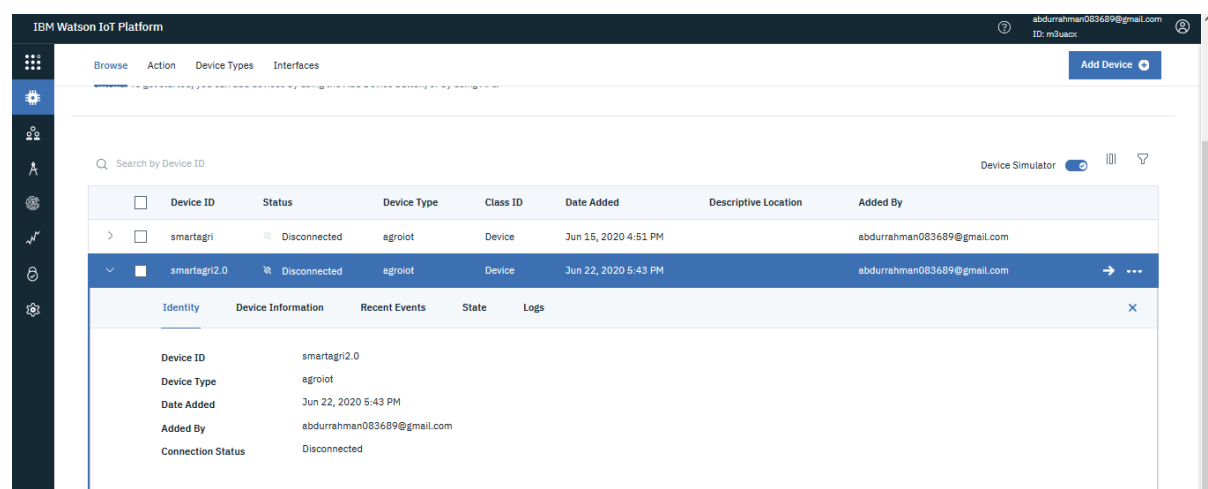 IBM Watson IoT Platform
abdurrahman083689@gmail.com
ID: m3uacx
Browse Action Device Types Interfaces Add Device
Search by Device ID
Device Simulator
Device ID Status Device Type Class ID Date Added Descriptive Location Added By
smartagri Disconnected agroiot Device Jun 15, 2020 4:51 PM abdurrahman083689@gmail.com
smartagri2.0 Disconnected agroiot Device Jun 22, 2020 5:43 PM abdurrahman083689@gmail.com
Identity Device Information Recent Events State Logs
Device ID smartagri2.0
Device Type agroiot
Date Added Jun 22, 2020 5:43 PM
Added By abdurrahman083689@gmail.com
Connection Status Disconnected